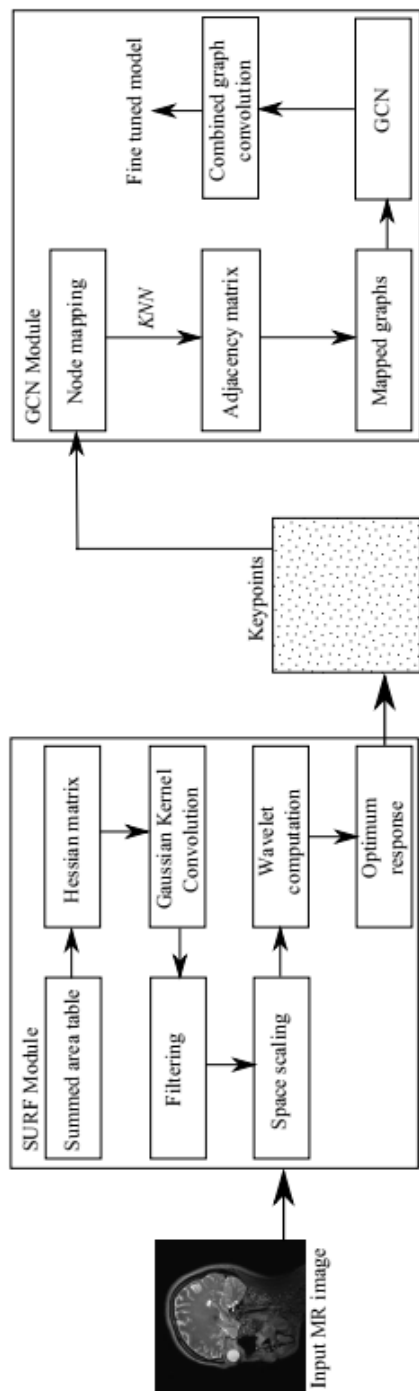 Input MR image
SURF Module
Summed area table
Hessian matrix
Gaussian Kernel
Convolution
Filtering
Space scaling
Wavelet
computation
Optimum
response
Keypoints
GCN Module
Node mapping
KNN
Adjacency matrix
Mapped graphs
GCN
Combined graph
convolution
Fine tuned model